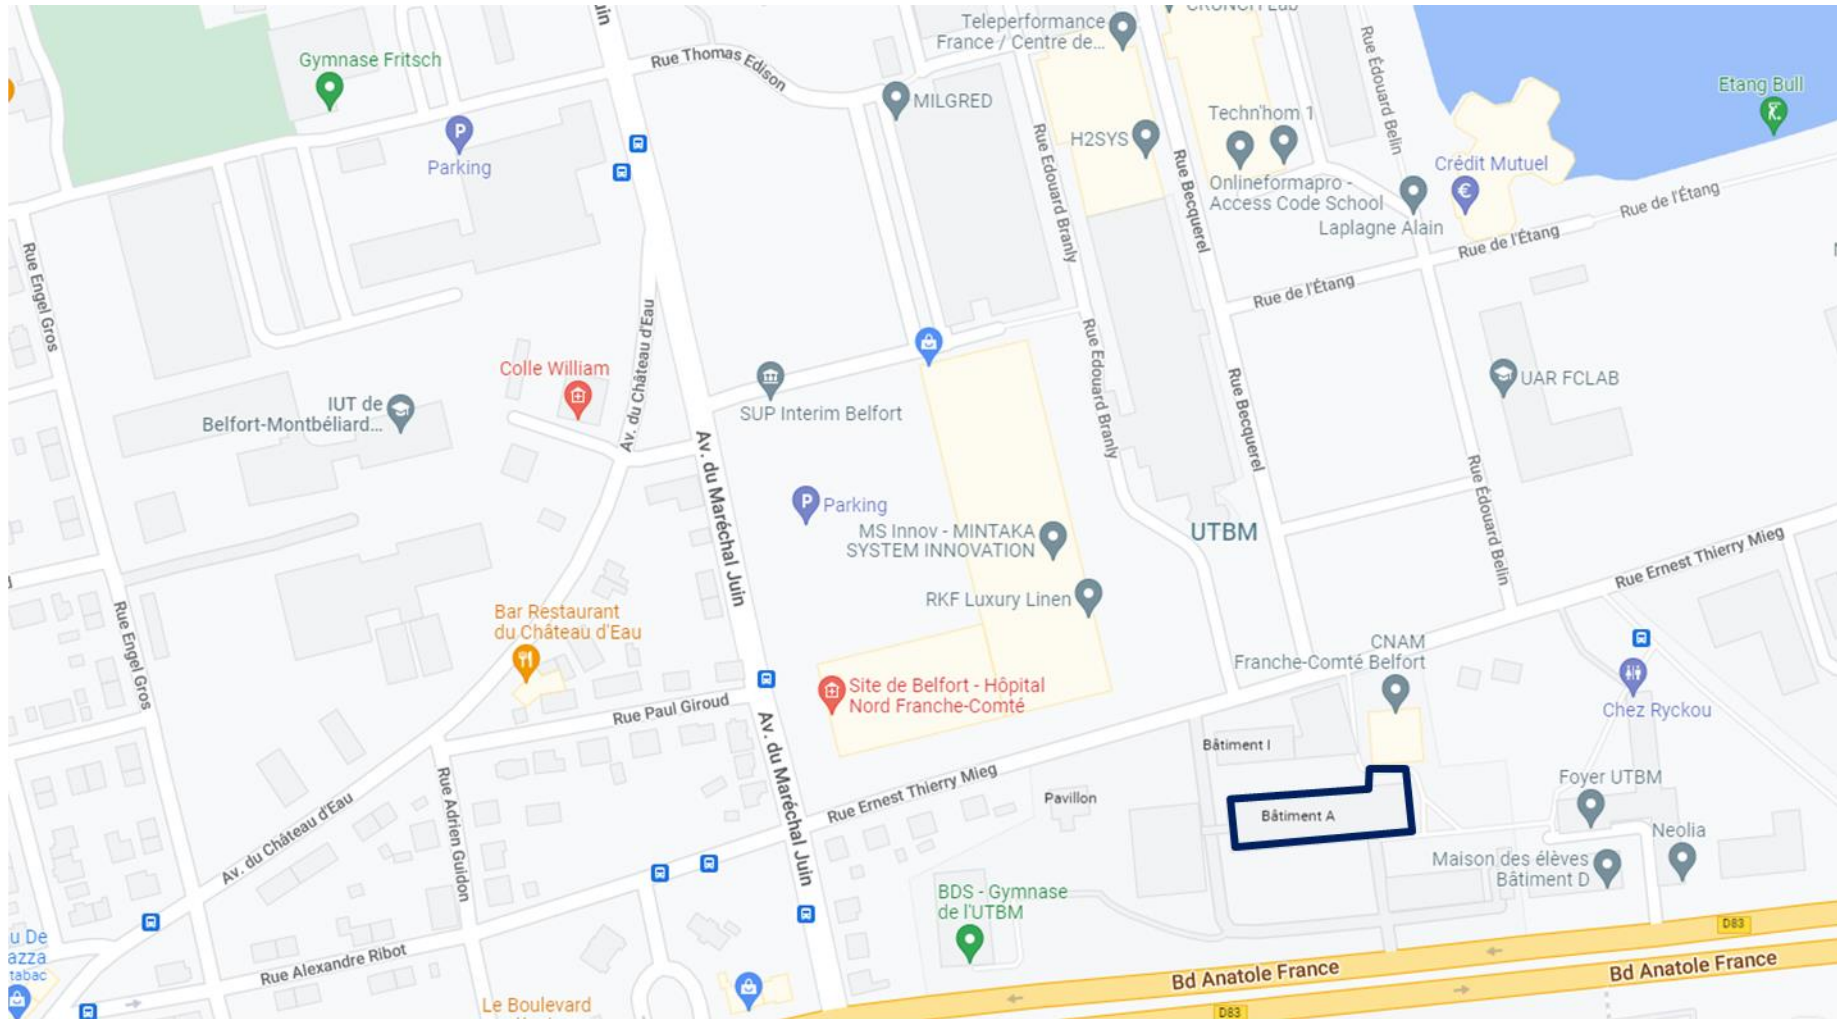 CRUNCH Lab
Teleperformance
France / Centre de...
Juin
Rue Thomas Edison
Rue Édouard Belin
Gymnase Fritsch
Etang Bull
MILGRED
Techn'hom 1
P
Parking
H2SYS
Rue Edouard Branly
Rue Becquerel
Crédit Mutuel
€
Onlineformapro -
Access Code School
Laplagne Alain
Rue de l'Étang
Rue de l'Étang
Rue de l'Étang
Rue Engel Gros
Av. du Château d'Eau
Rue Edouard Branly
Colle William
UAR FCLAB
IUT de
Belfort-Montbéliard...
SUP Interim Belfort
Rue Becquerel
Av. du Maréchal Juin
Rue Édouard Belin
P
Parking
MS Innov - MINTAKA
SYSTEM INNOVATION
UTBM
Rue Ernest Thierry Mieg
RKF Luxury Linen
Rue Engel Gros
Bar Restaurant
du Château d'Eau
CNAM
Franche-Comté Belfort
Site de Belfort - Hôpital
Nord Franche-Comté
Rue Paul Giroud
Chez Ryckou
Av. du Maréchal Juin
Bâtiment I
Rue Ernest Thierry Mieg
Pavillon
Foyer UTBM
Bâtiment A
Rue Adrien Guidon
Av. du Château d'Eau
Neolia
Maison des élèves
Bâtiment D
BDS - Gymnase
de l'UTBM
D83
u De
azza
tabac
Rue Alexandre Ribot
Bd Anatole France
Bd Anatole France
Le Boulevard
D83